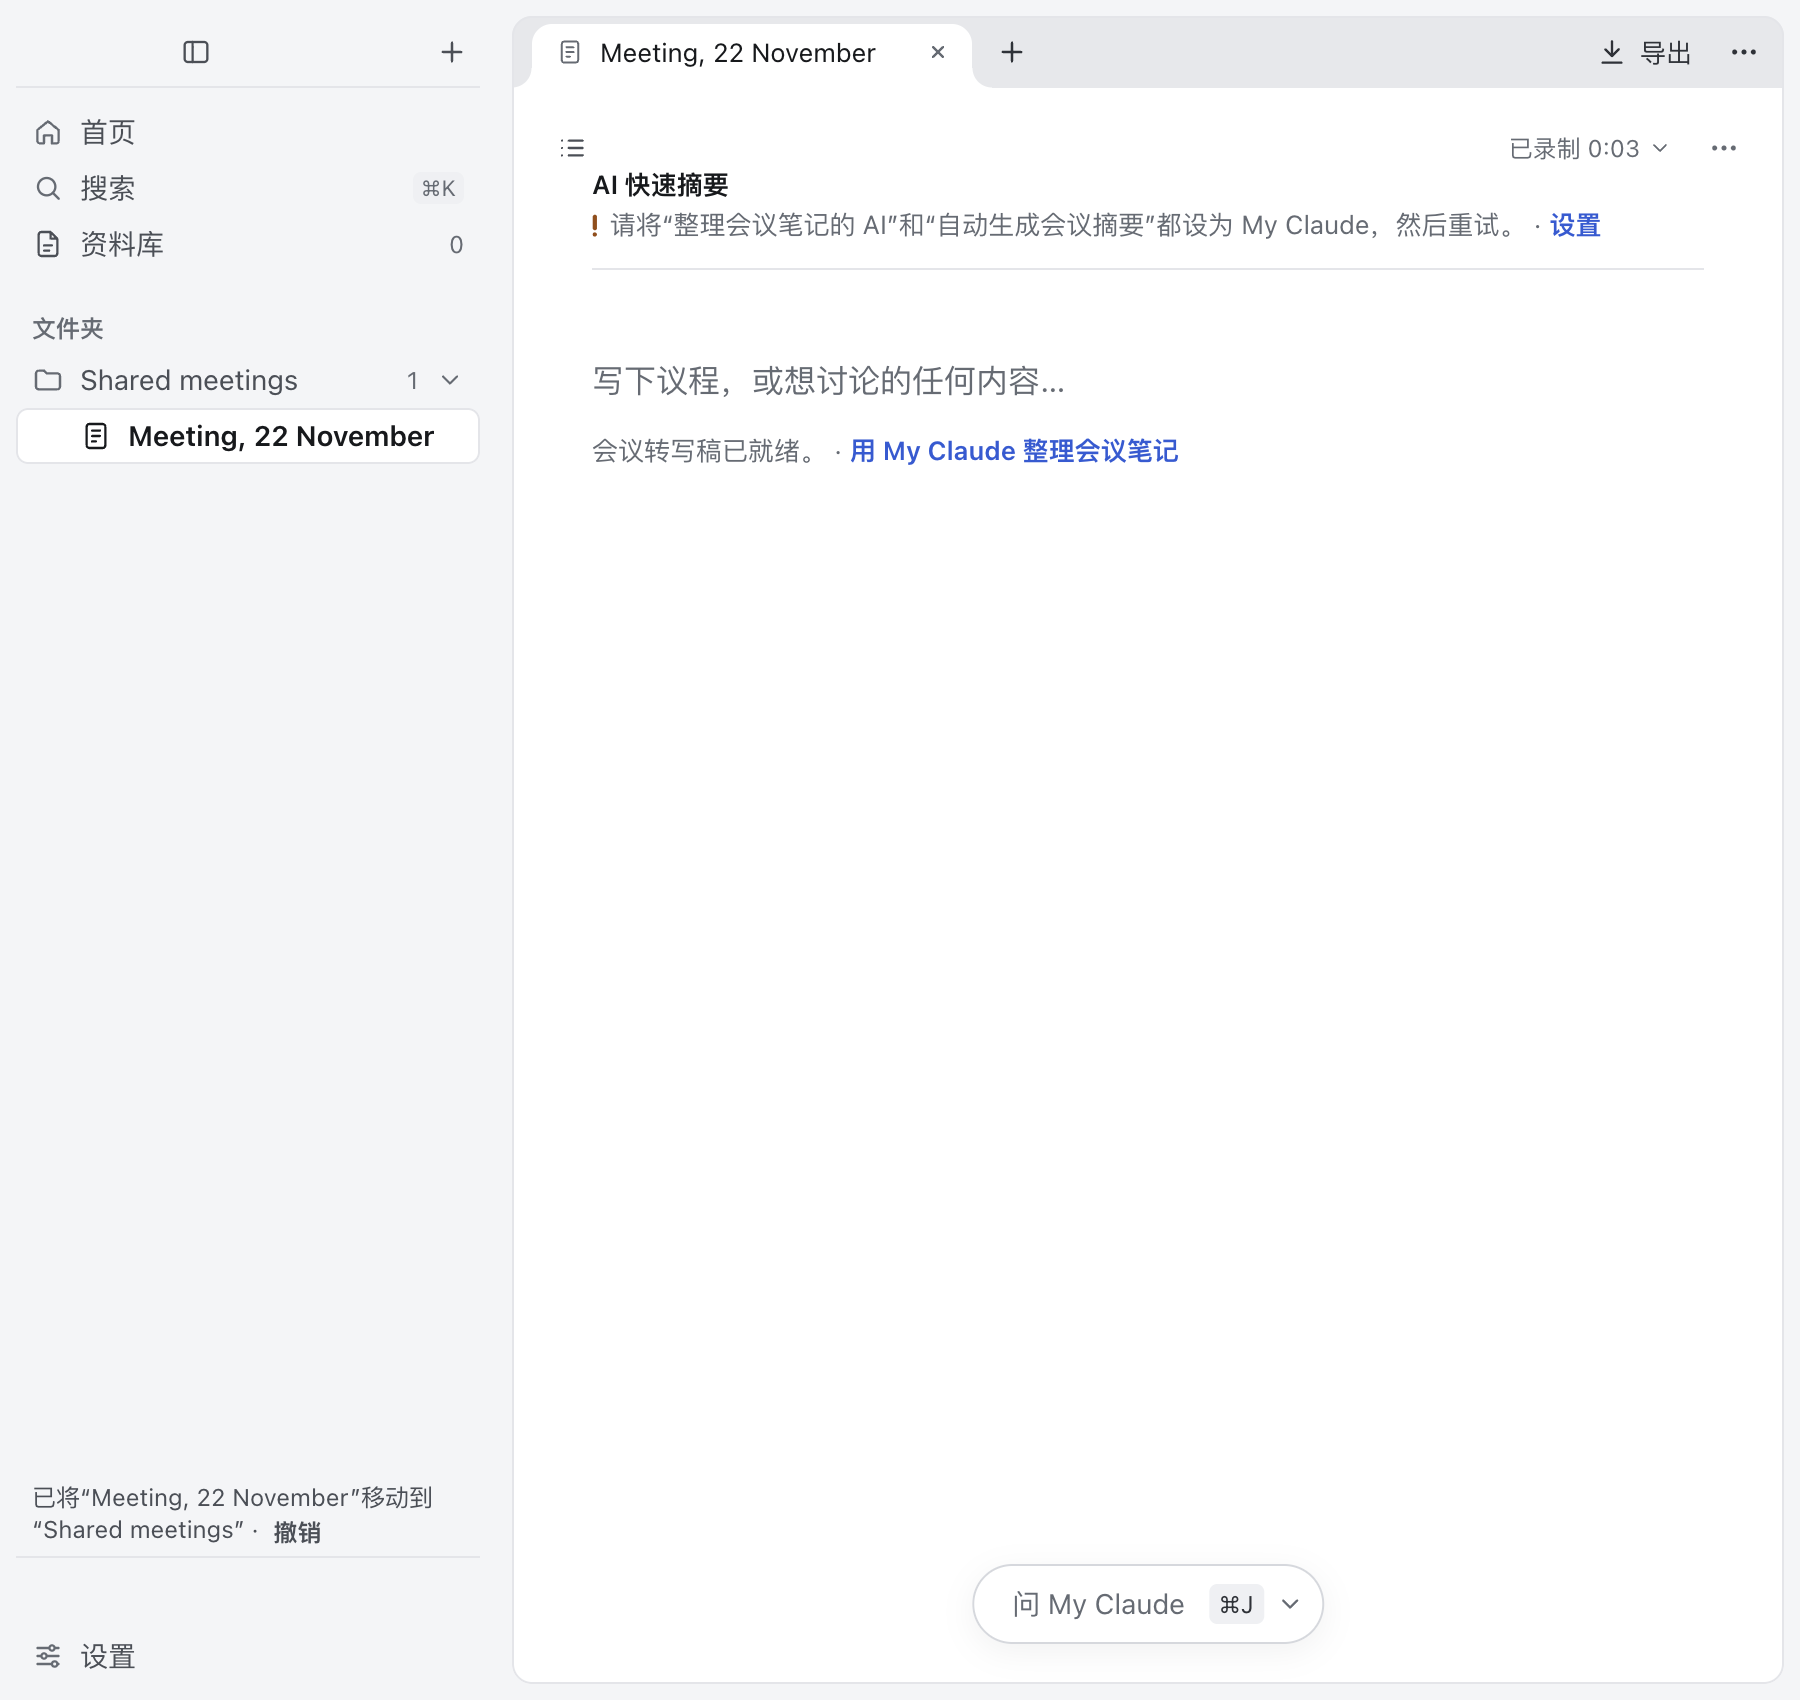 首页
搜索 ⌘K
资料库 0
文件夹
Shared meetings 1
Meeting, 22 November
已将“Meeting, 22 November”移动到
“Shared meetings” · 撤销
设置
Meeting, 22 November
导出
已录制 0:03
AI 快速摘要
! 请将“整理会议笔记的 AI”和“自动生成会议摘要”都设为 My Claude，然后重试。 · 设置
写下议程，或想讨论的任何内容...
会议转写稿已就绪。 · 用 My Claude 整理会议笔记
问 My Claude ⌘J